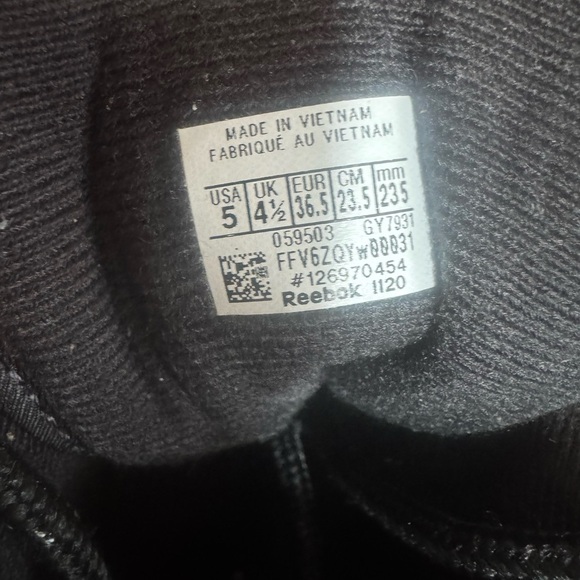 MADE IN VIETNAM
FABRIQUÉ AU VIETNAM
USA UK EUR CM mm
5 4½ 36.5 23.5 235
059503 GY7931
FFV6ZQYw00031
#126970454
Reebok 1120